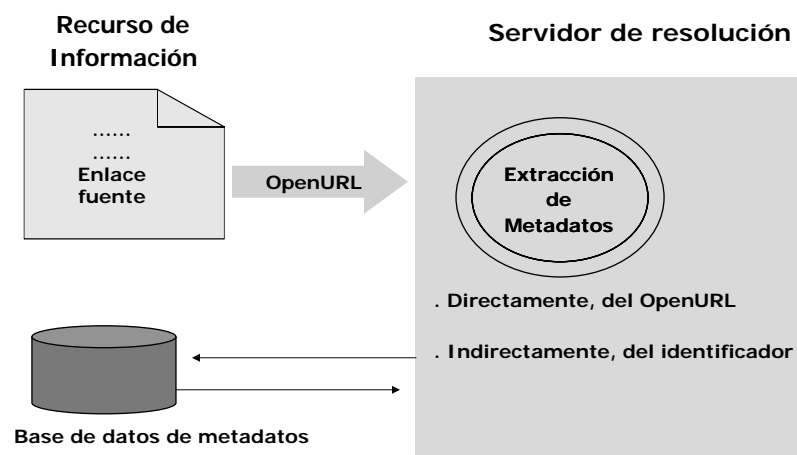 Recurso de
Información
Servidor de resolución
......
......
Enlace
fuente
OpenURL
Extracción
de
Metadatos
. Directamente, del OpenURL
. Indirectamente, del identificador
Base de datos de metadatos